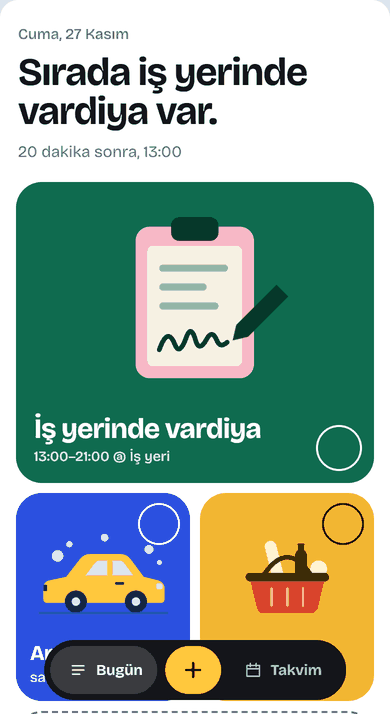 Cuma, 27 Kasım
Sırada iş yerinde
vardiya var.
20 dakika sonra, 13:00
İş yerinde vardiya
13:00–21:00 @ İş yeri
Bugün
Takvim